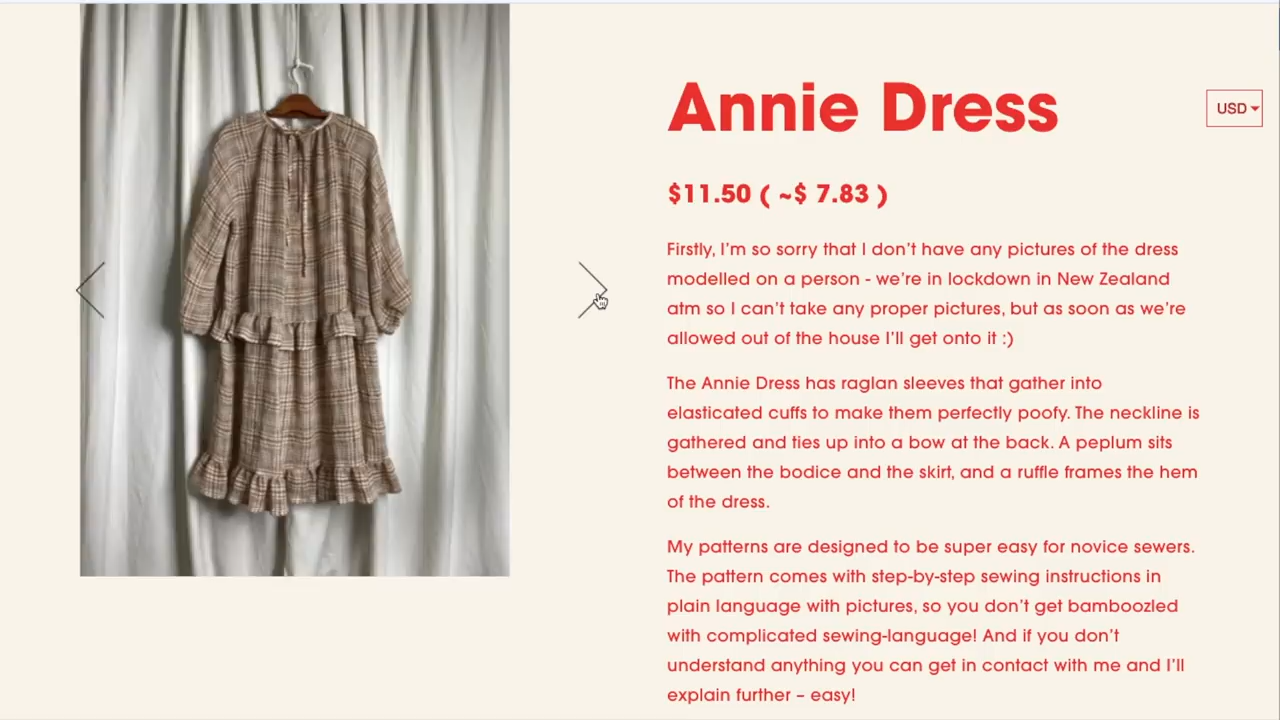 Annie Dress
USD
$11.50 ( ~$ 7.83 )
Firstly, I'm so sorry that I don't have any pictures of the dress
modelled on a person - we're in lockdown in New Zealand
atm so I can't take any proper pictures, but as soon as we're
allowed out of the house I'll get onto it :)
The Annie Dress has raglan sleeves that gather into
elasticated cuffs to make them perfectly poofy. The neckline is
gathered and ties up into a bow at the back. A peplum sits
between the bodice and the skirt, and a ruffle frames the hem
of the dress.
My patterns are designed to be super easy for novice sewers.
The pattern comes with step-by-step sewing instructions in
plain language with pictures, so you don't get bamboozled
with complicated sewing-language! And if you don't
understand anything you can get in contact with me and I'll
explain further – easy!